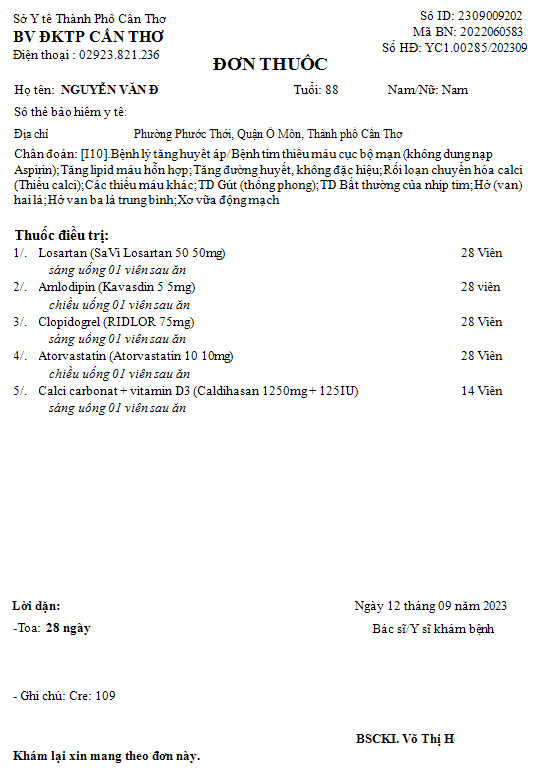 Sở Y tế Thành Phố Cần Thơ
Số ID: 2309009202
BV ĐKTP CẦN THƠ
Mã BN: 2022060583
Điện thoại : 02923.821.236
Số HĐ: YC1.00285/202309
ĐƠN THUỐC
Họ tên: NGUYỄN VĂN Đ
Tuổi: 88
Nam/Nữ: Nam
Số thẻ bảo hiểm y tế:
Địa chỉ
Phường Phước Thới, Quận Ô Môn, Thành phố Cần Thơ
Chẩn đoán: [I10].Bệnh lý tăng huyết áp/Bệnh tim thiếu máu cục bộ mạn (không dung nạp
Aspirin);Tăng lipid máu hỗn hợp;Tăng đường huyết, không đặc hiệu;Rối loạn chuyển hóa calci
(Thiếu calci);Các thiếu máu khác;TD Gút (thống phong);TD Bất thường của nhịp tim;Hở (van)
hai lá;Hở van ba lá trung bình;Xơ vữa động mạch
Thuốc điều trị:
1/. Losartan (SaVi Losartan 50 50mg) 28 Viên
sáng uống 01 viên sau ăn
2/. Amlodipin (Kavasdin 5 5mg) 28 viên
chiều uống 01 viên sau ăn
3/. Clopidogrel (RIDLOR 75mg) 28 Viên
sáng uống 01 viên sau ăn
4/. Atorvastatin (Atorvastatin 10 10mg) 28 Viên
chiều uống 01 viên sau ăn
5/. Calci carbonat + vitamin D3 (Caldihasan 1250mg + 125IU) 14 Viên
sáng uống 01 viên sau ăn
Lời dặn:
Ngày 12 tháng 09 năm 2023
-Toa: 28 ngày
Bác sĩ/Y sĩ khám bệnh
- Ghi chú: Cre: 109
BSCKI. Võ Thị H
Khám lại xin mang theo đơn này.